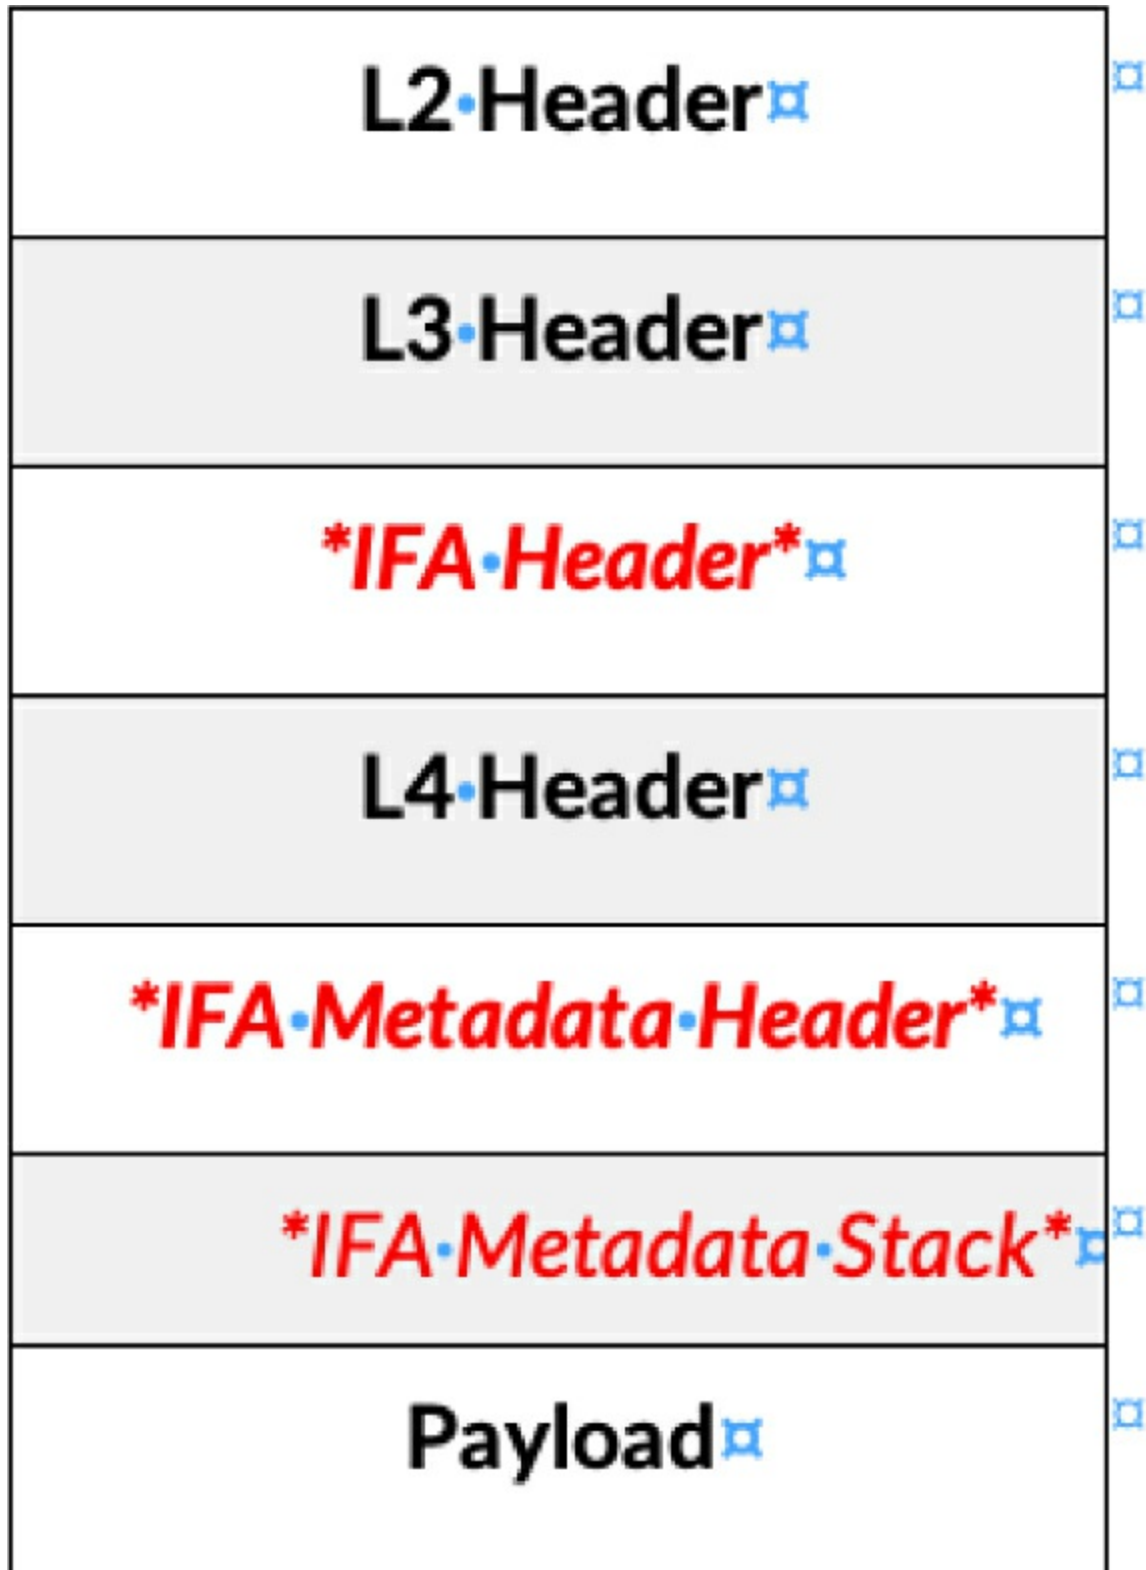 L2·Header¤ ¤
L3·Header¤ ¤
*IFA·Header*¤ ¤
L4·Header¤ ¤
*IFA·Metadata·Header*¤ ¤
*IFA·Metadata·Stack*¤ ¤
Payload¤ ¤